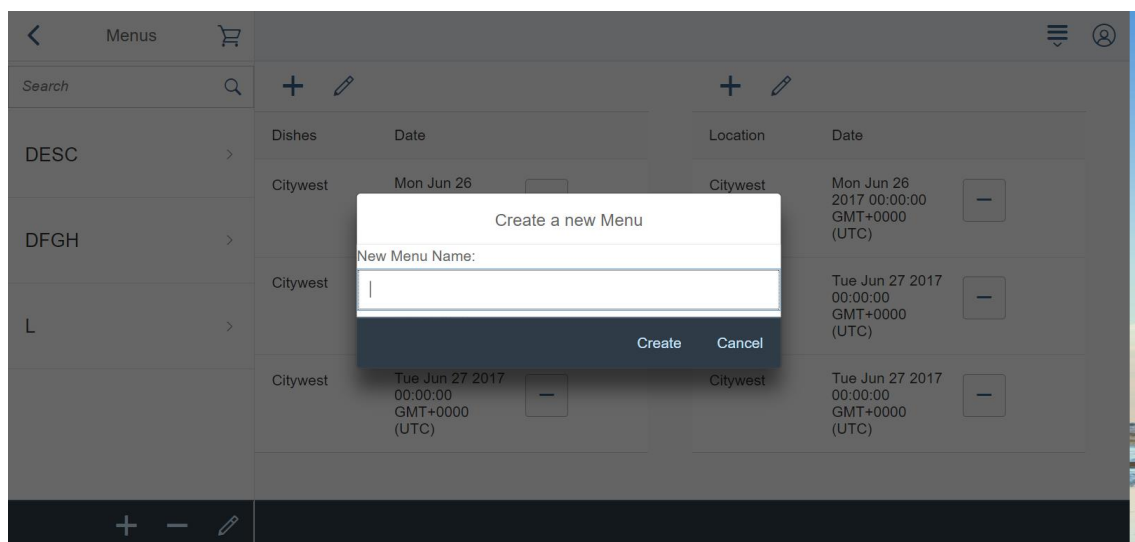 Menus
Search
DESC
DFGH
L
Dishes Date
Citywest Mon Jun 26
Citywest
Citywest Tue Jun 27 2017
00:00:00
GMT+0000
(UTC)
Location Date
Citywest Mon Jun 26
2017 00:00:00
GMT+0000
(UTC)
Tue Jun 27 2017
00:00:00
GMT+0000
(UTC)
Citywest Tue Jun 27 2017
00:00:00
GMT+0000
(UTC)
Create a new Menu
New Menu Name:
Create Cancel